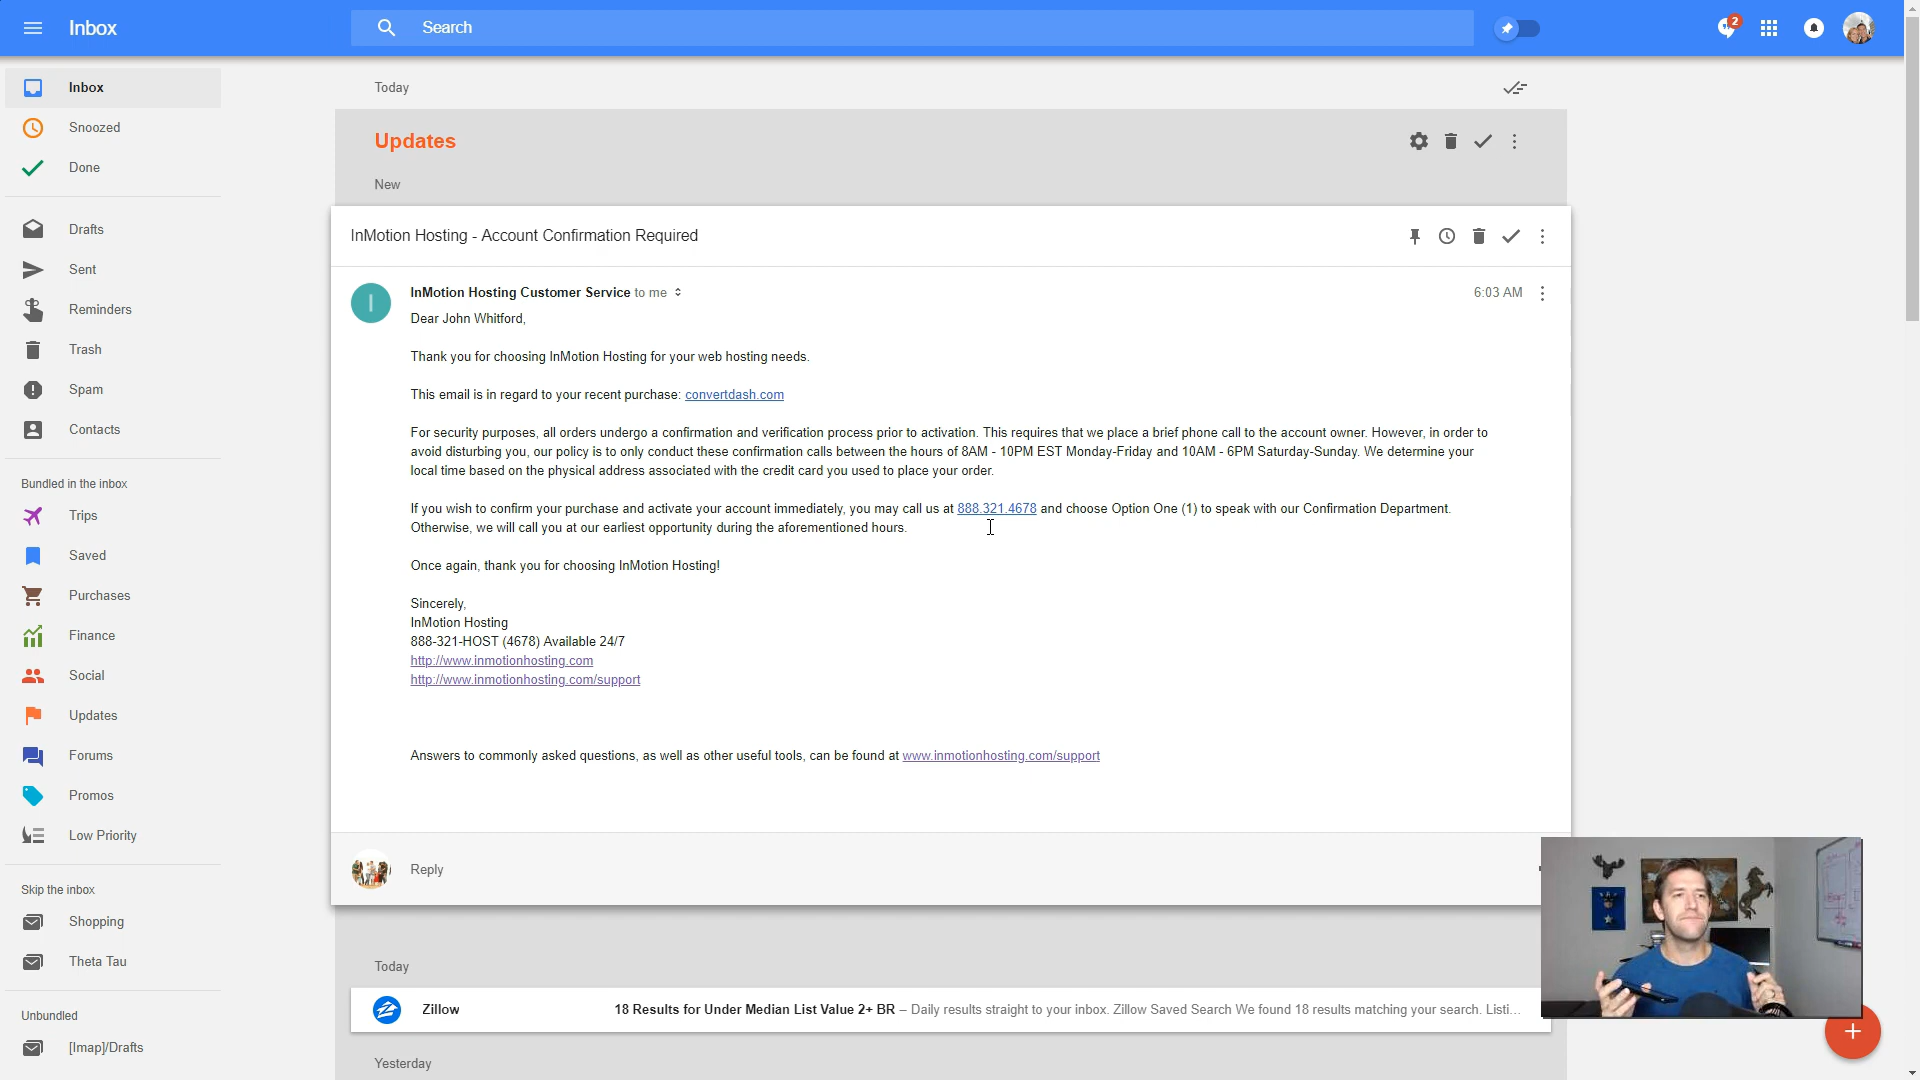 Inbox
Search
2
Inbox
Snoozed
Done
Drafts
Sent
Reminders
Trash
Spam
Contacts
Bundled in the inbox
Trips
Saved
Purchases
Finance
Social
Updates
Forums
Promos
Low Priority
Skip the inbox
Shopping
Theta Tau
Unbundled
[Imap]/Drafts
Today
Updates
New
InMotion Hosting - Account Confirmation Required
I
InMotion Hosting Customer Service to me
6:03 AM
Dear John Whitford,
Thank you for choosing InMotion Hosting for your web hosting needs.
This email is in regard to your recent purchase: convertdash.com
For security purposes, all orders undergo a confirmation and verification process prior to activation. This requires that we place a brief phone call to the account owner. However, in order to
avoid disturbing you, our policy is to only conduct these confirmation calls between the hours of 8AM - 10PM EST Monday-Friday and 10AM - 6PM Saturday-Sunday. We determine your
local time based on the physical address associated with the credit card you used to place your order.
If you wish to confirm your purchase and activate your account immediately, you may call us at 888.321.4678 and choose Option One (1) to speak with our Confirmation Department.
Otherwise, we will call you at our earliest opportunity during the aforementioned hours.
Once again, thank you for choosing InMotion Hosting!
Sincerely,
InMotion Hosting
888-321-HOST (4678) Available 24/7
http://www.inmotionhosting.com
http://www.inmotionhosting.com/support
Answers to commonly asked questions, as well as other useful tools, can be found at www.inmotionhosting.com/support
Reply
Today
Zillow
18 Results for Under Median List Value 2+ BR – Daily results straight to your inbox. Zillow Saved Search We found 18 results matching your search. Listi...
Yesterday